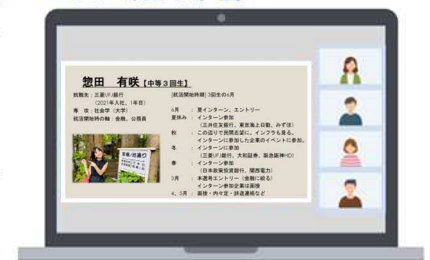 惣田 有咲【中等3回生】
就職先：三菱UFJ銀行
（2021年入社、1年目）
専 攻：社会学（大学）
就活開始時の軸：金融、公務員
[就活開始時期] 3回生の4月
4月 ：夏インターン、エントリー
夏休み ：インターン参加
（三井住友銀行、東京海上日動、みずほ）
秋 ：この辺りで民間志望に、インフラも見る。
インターンに参加した企業のイベントに参加。
冬 ：インターンに参加
（三菱UFJ銀行、大和証券、阪急阪神HD）
春 ：インターン参加
（日本政策投資銀行、関西電力）
3月 ：本選考エントリー（金融に絞る）
インターン参加企業は面接
4、5月 ：面接・内々定・辞退連絡など